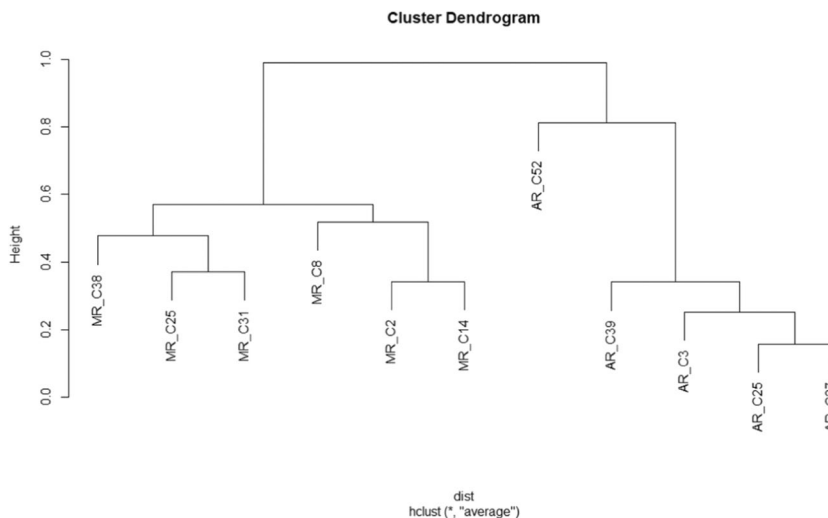 Cluster Dendrogram
Height
1.0
0.8
0.6
0.4
0.2
0.0
MR_C38
MR_C25
MR_C31
MR_C8
MR_C2
MR_C14
AR_C52
AR_C39
AR_C3
AR_C25
dist
hclust (*, "average")